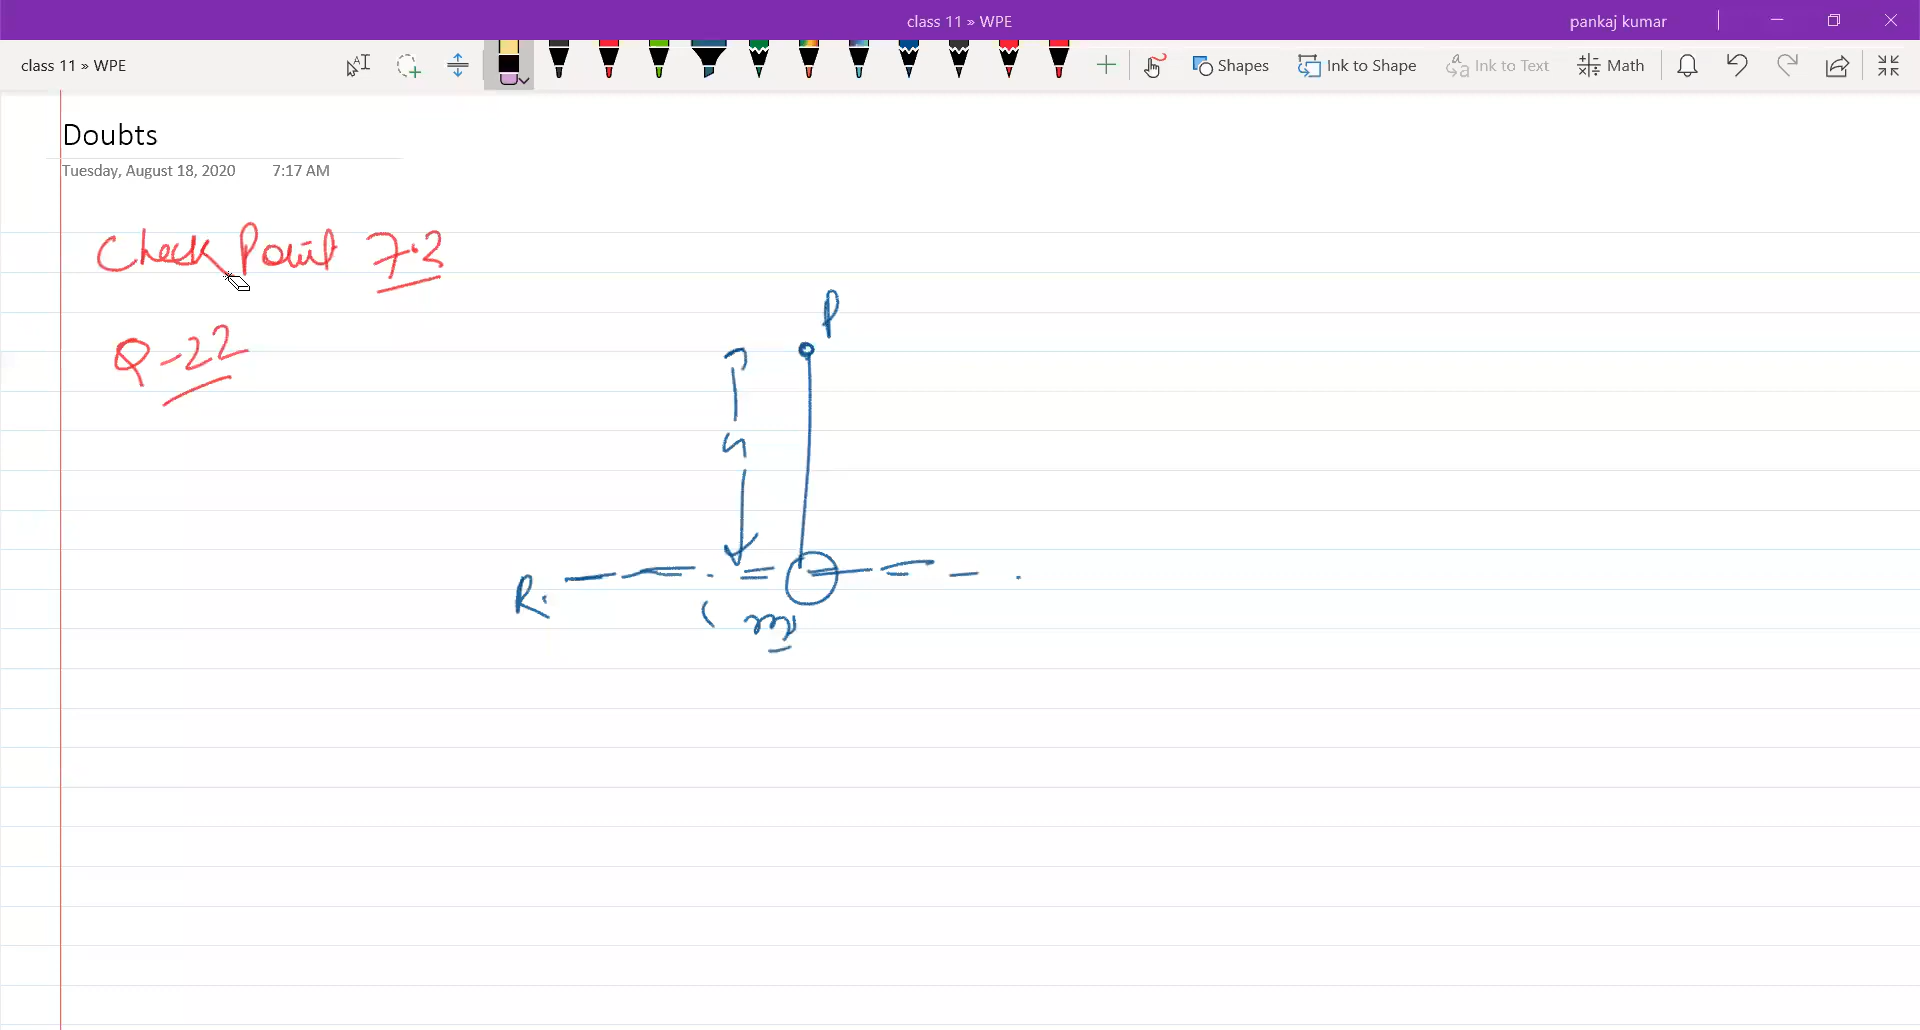 class 11 » WPE
pankaj kumar
class 11 » WPE
Shapes
Ink to Shape
Ink to Text
Math
Doubts
Tuesday, August 18, 2020 7:17 AM
Check Point 7.2
Q-22
P
R.
m